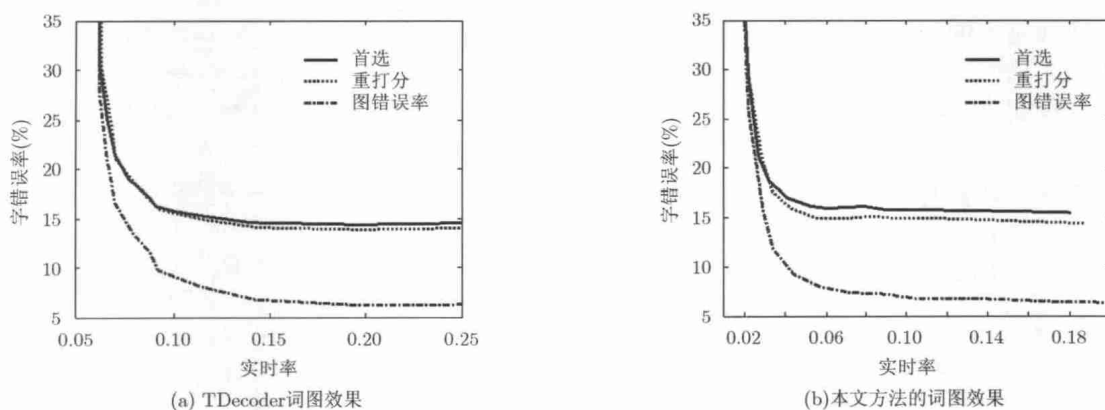 35
30
25
20
15
10
5
字错误率(%)
首选
重打分
图错误率
0.05 0.10 0.15 0.20 0.25
实时率
(a) TDecoder词图效果
35
30
25
20
15
10
5
字错误率(%)
首选
重打分
图错误率
0.02 0.06 0.10 0.14 0.18
实时率
(b)本文方法的词图效果